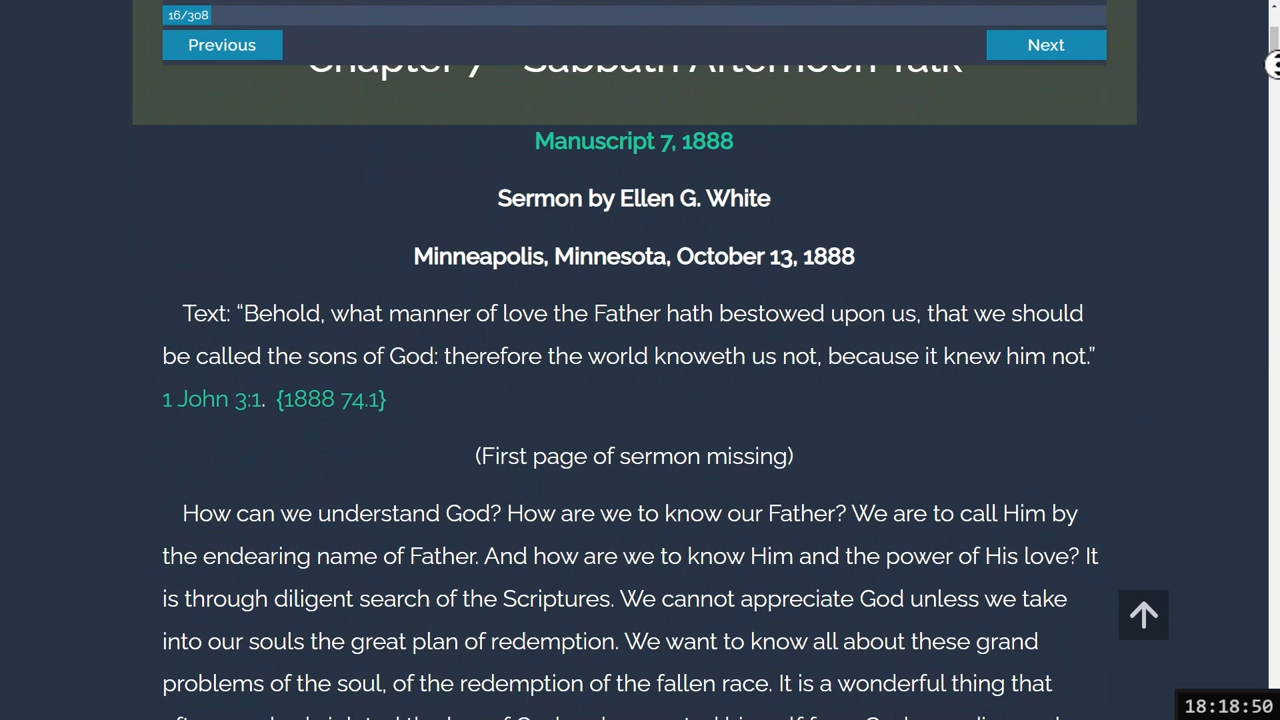 16/308
Previous
Next
Chapter 7 - Sabbath Afternoon Talk
Manuscript 7, 1888
Sermon by Ellen G. White
Minneapolis, Minnesota, October 13, 1888
Text: “Behold, what manner of love the Father hath bestowed upon us, that we should
be called the sons of God: therefore the world knoweth us not, because it knew him not.”
1 John 3:1. {1888 74.1}
(First page of sermon missing)
How can we understand God? How are we to know our Father? We are to call Him by
the endearing name of Father. And how are we to know Him and the power of His love? It
is through diligent search of the Scriptures. We cannot appreciate God unless we take
into our souls the great plan of redemption. We want to know all about these grand
problems of the soul, of the redemption of the fallen race. It is a wonderful thing that
18:18:50